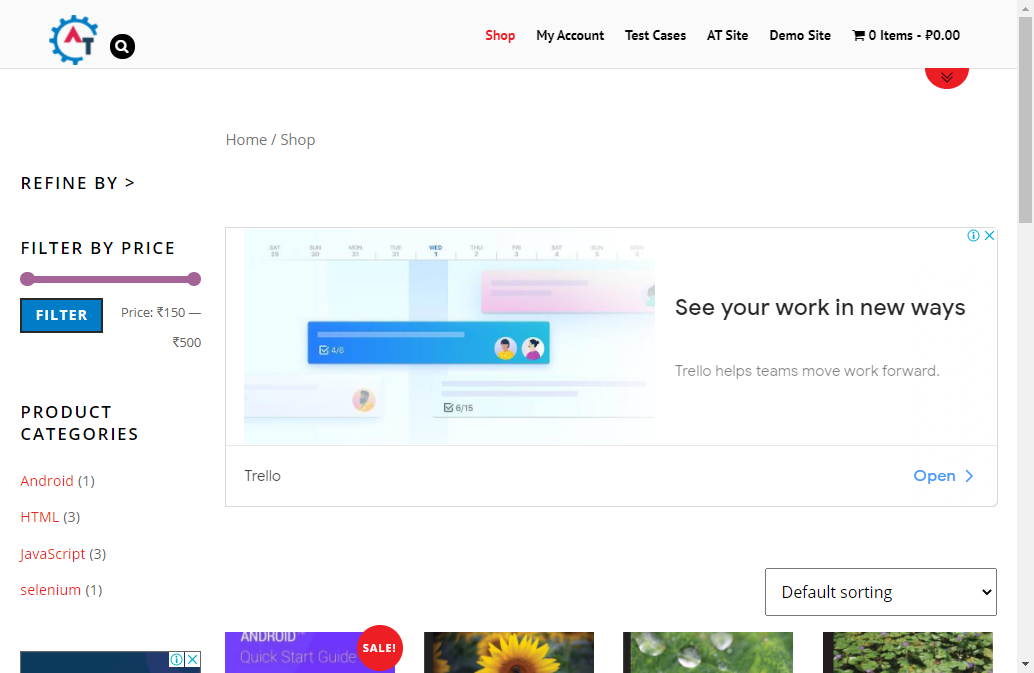 AT
Shop
My Account
Test Cases
AT Site
Demo Site
0 Items - ₽0.00
Home / Shop
REFINE BY >
FILTER BY PRICE
FILTER
Price: ₹150 —
₹500
PRODUCT
CATEGORIES
Android (1)
HTML (3)
JavaScript (3)
selenium (1)
SAT SUN MON TUE WED THU FRI SAT SUN MON
29 30 31 31 1 2 3 4 5 6
4/6
6/15
See your work in new ways
Trello helps teams move work forward.
Trello
Open
Default sorting
ANDROID
Quick Start Guide
SALE!